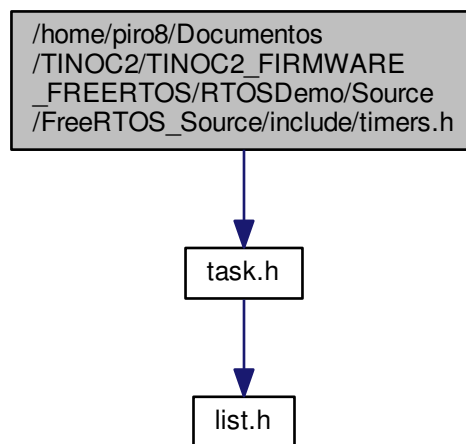 /home/piro8/Documentos
/TINOC2/TINOC2_FIRMWARE
_FREERTOS/RTOSDemo/Source
/FreeRTOS_Source/include/timers.h
task.h
list.h